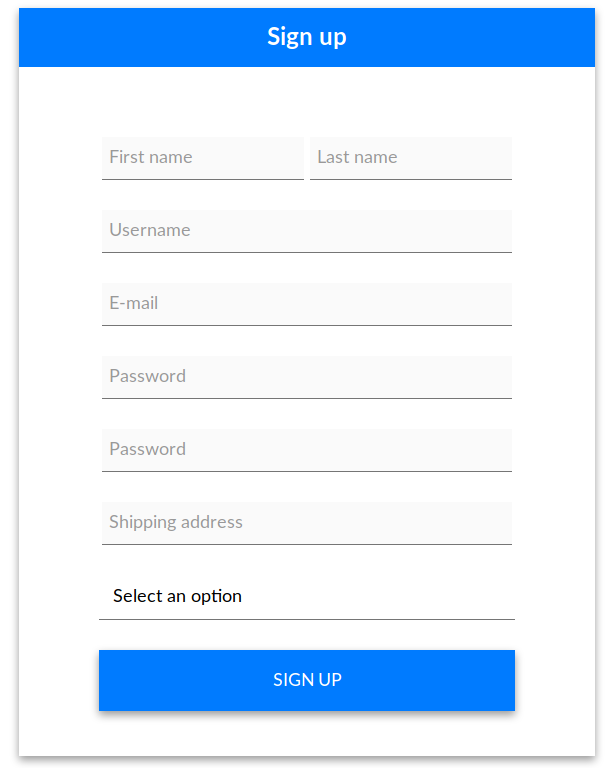 Sign up
First name Last name
Username
E-mail
Password
Password
Shipping address
Select an option
SIGN UP